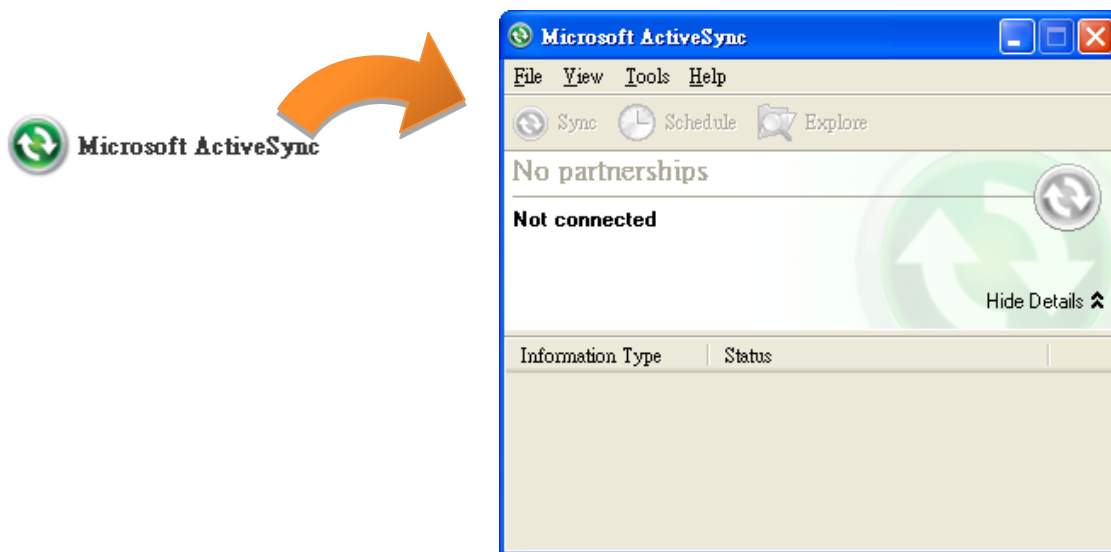 Microsoft ActiveSync
Microsoft ActiveSync
File View Tools Help
Sync Schedule Explore
No partnerships
Not connected
Hide Details
Information Type Status